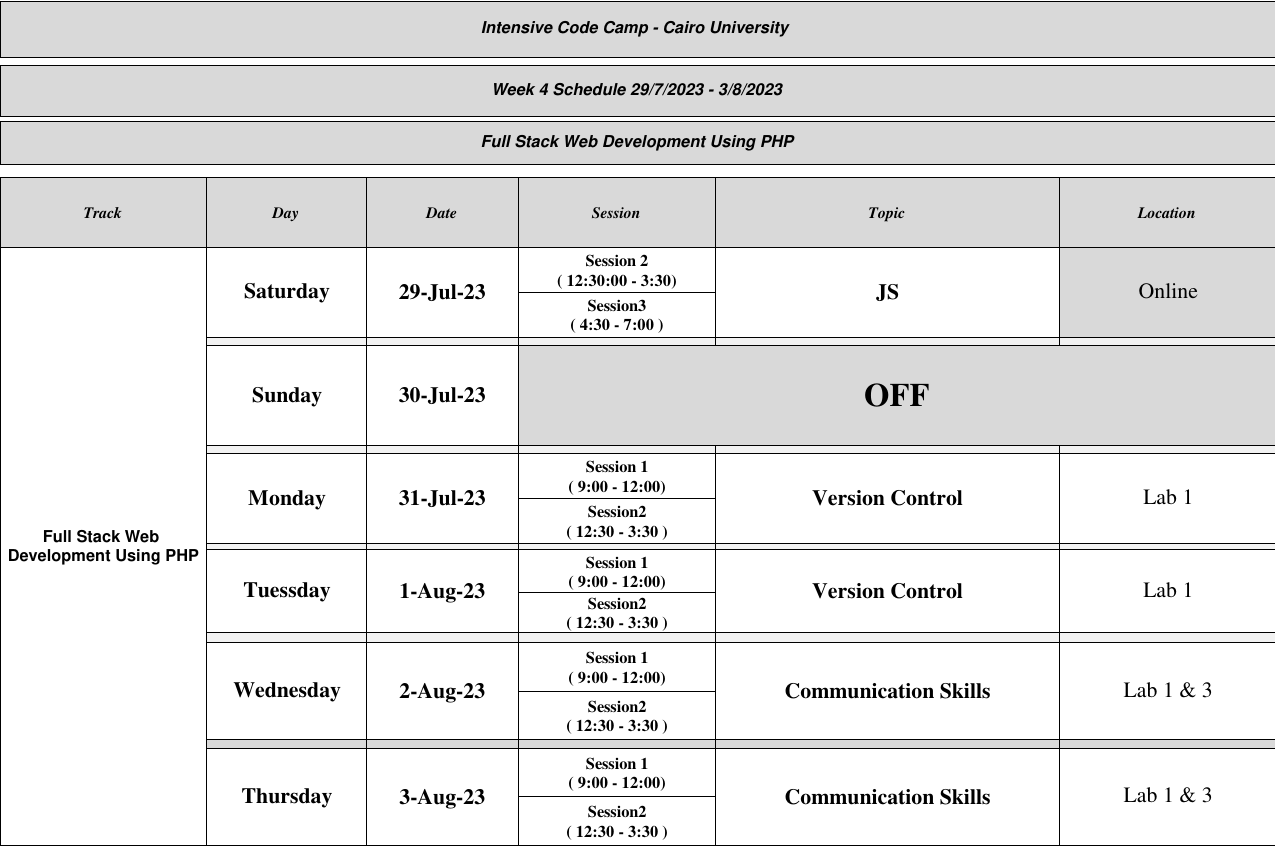 Intensive Code Camp - Cairo University
Week 4 Schedule 29/7/2023 - 3/8/2023
Full Stack Web Development Using PHP
Track
Day
Date
Session
Topic
Location
Full Stack Web
Development Using PHP
Saturday
29-Jul-23
Session 2
( 12:30:00 - 3:30)
Session3
( 4:30 - 7:00 )
JS
Online
Sunday
30-Jul-23
OFF
Monday
31-Jul-23
Session 1
( 9:00 - 12:00)
Session2
( 12:30 - 3:30 )
Version Control
Lab 1
Tuessday
1-Aug-23
Session 1
( 9:00 - 12:00)
Session2
( 12:30 - 3:30 )
Version Control
Lab 1
Wednesday
2-Aug-23
Session 1
( 9:00 - 12:00)
Session2
( 12:30 - 3:30 )
Communication Skills
Lab 1 & 3
Thursday
3-Aug-23
Session 1
( 9:00 - 12:00)
Session2
( 12:30 - 3:30 )
Communication Skills
Lab 1 & 3